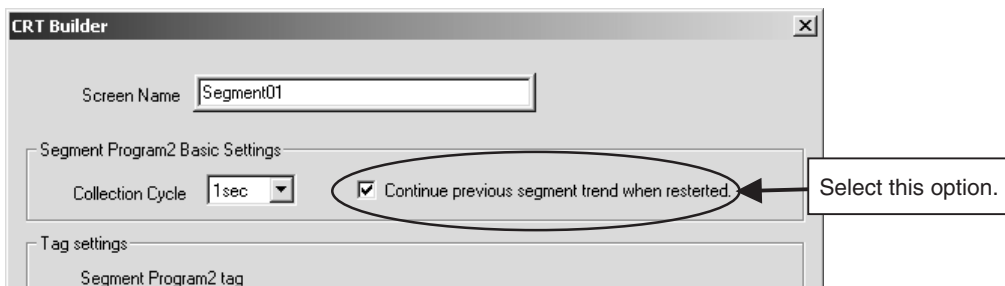 CRT Builder
Screen Name Segment01
Segment Program2 Basic Settings
Collection Cycle 1sec Continue previous segment trend when resterted.
Select this option.
Tag settings
Segment Program2 tag